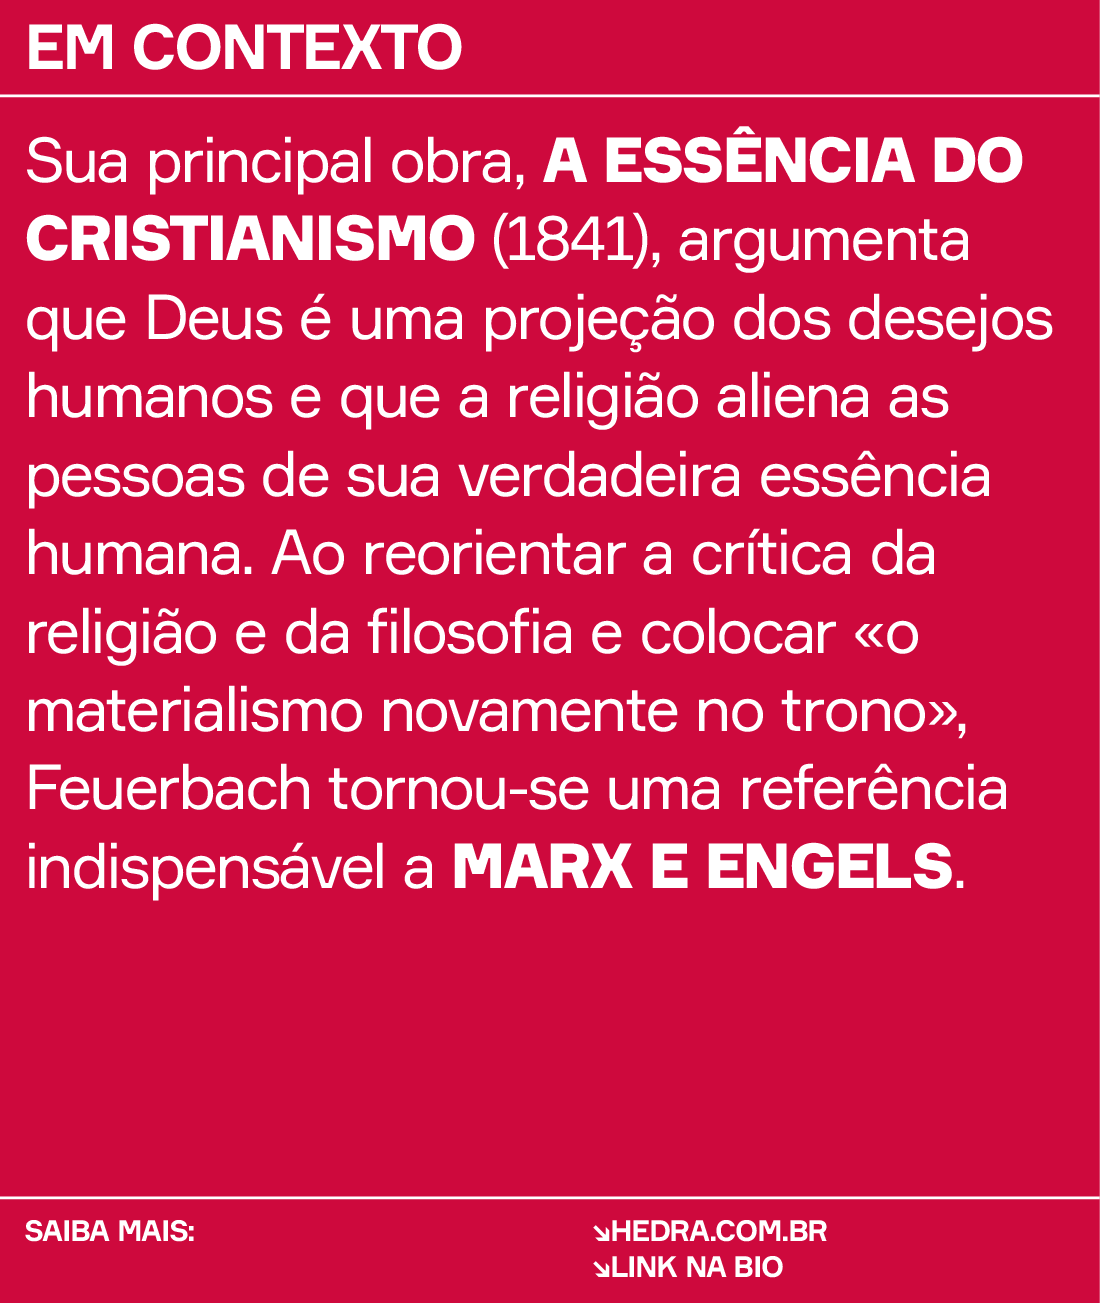 EM CONTEXTO
Sua principal obra, A ESSÊNCIA DO
CRISTIANISMO (1841), argumenta
que Deus é uma projeção dos desejos
humanos e que a religião aliena as
pessoas de sua verdadeira essência
humana. Ao reorientar a crítica da
religião e da filosofia e colocar «o
materialismo novamente no trono»,
Feuerbach tornou-se uma referência
indispensável a MARX E ENGELS.
SAIBA MAIS:
↘HEDRA.COM.BR
↘LINK NA BIO